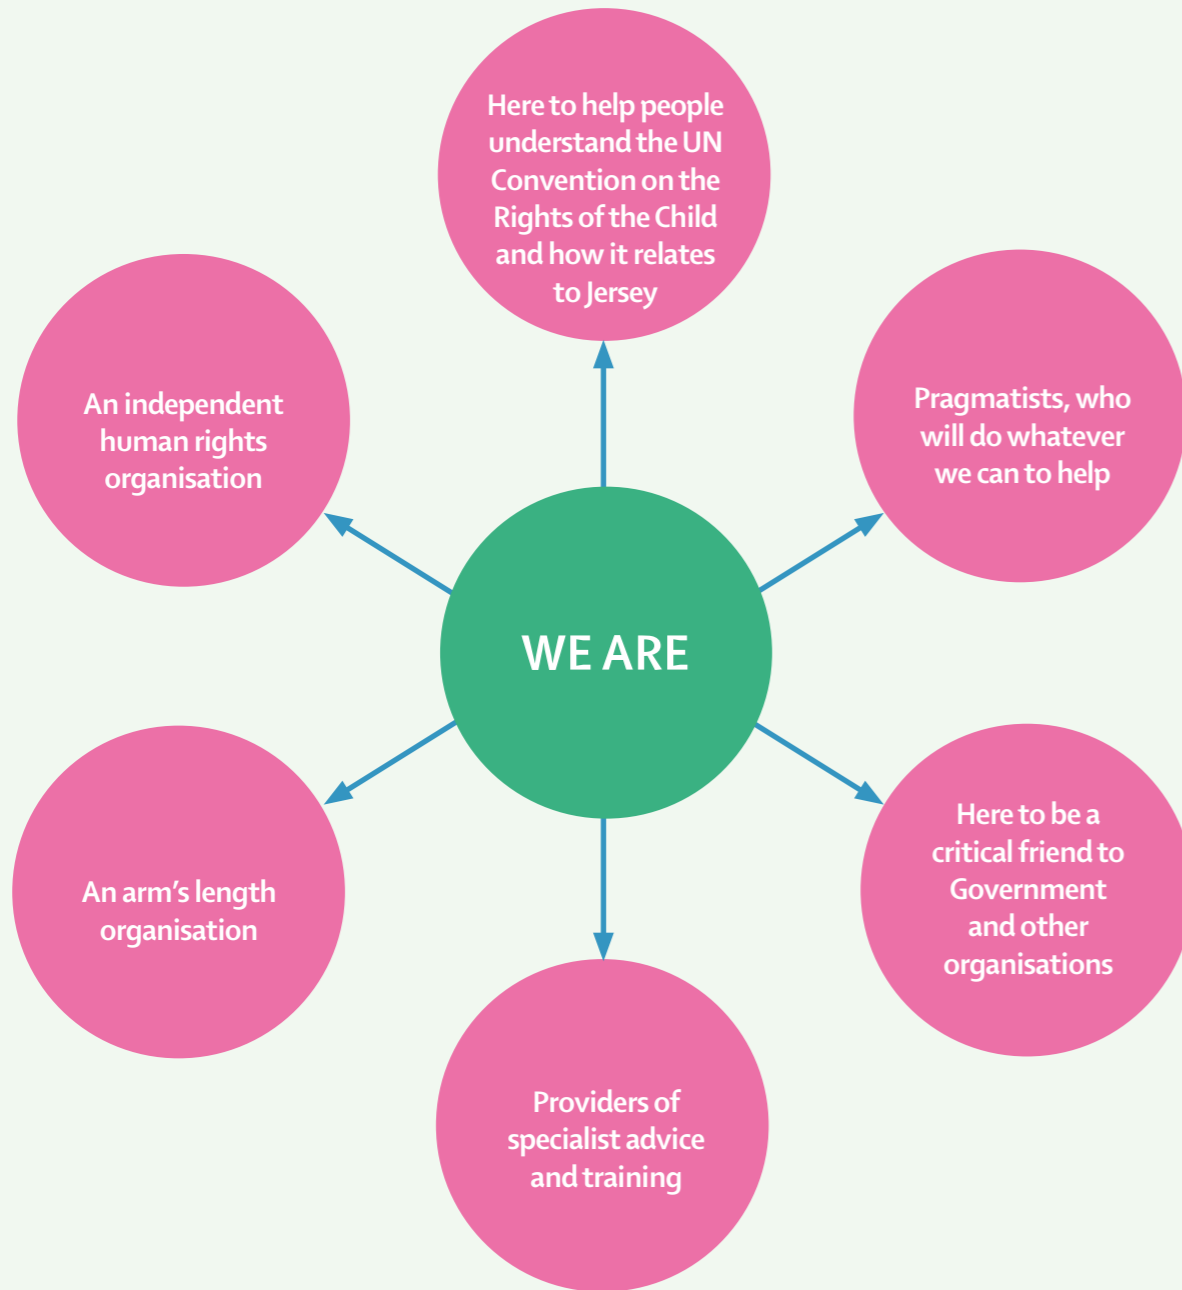 Here to help people
understand the UN
Convention on the
Rights of the Child
and how it relates
to Jersey
An independent
human rights
organisation
Pragmatists, who
will do whatever
we can to help
WE ARE
An arm's length
organisation
Here to be a
critical friend to
Government
and other
organisations
Providers of
specialist advice
and training